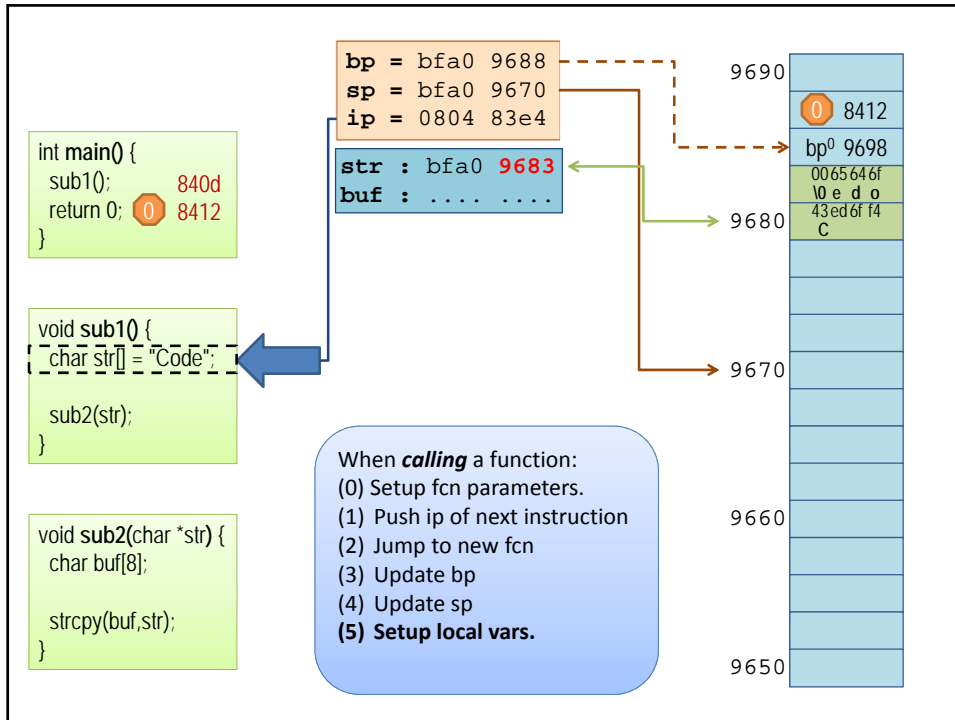 bp = bfa0 9688
sp = bfa0 9670
ip = 0804 83e4
str : bfa0 9683
buf : .... ....
int main() {
sub1(); 840d
return 0; 0 8412
}
void sub1() {
char str[] = "Code";
sub2(str);
}
void sub2(char *str) {
char buf[8];
strcpy(buf,str);
}
When calling a function:
(0) Setup fcn parameters.
(1) Push ip of next instruction
(2) Jump to new fcn
(3) Update bp
(4) Update sp
(5) Setup local vars.
9690
0 8412
bp⁰ 9698
0065646f
\0 e d o
9680
43ed6ff4
C
9670
9660
9650